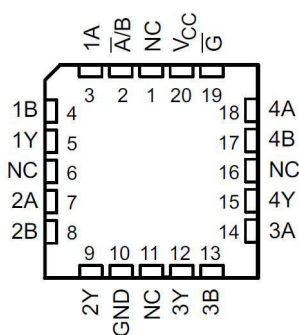 1A A̅/B NC VCC G̅
3 2 1 20 19
1B 4 18 4A
1Y 5 17 4B
NC 6 16 NC
2A 7 15 4Y
2B 8 14 3A
9 10 11 12 13
2Y GND NC 3Y 3B